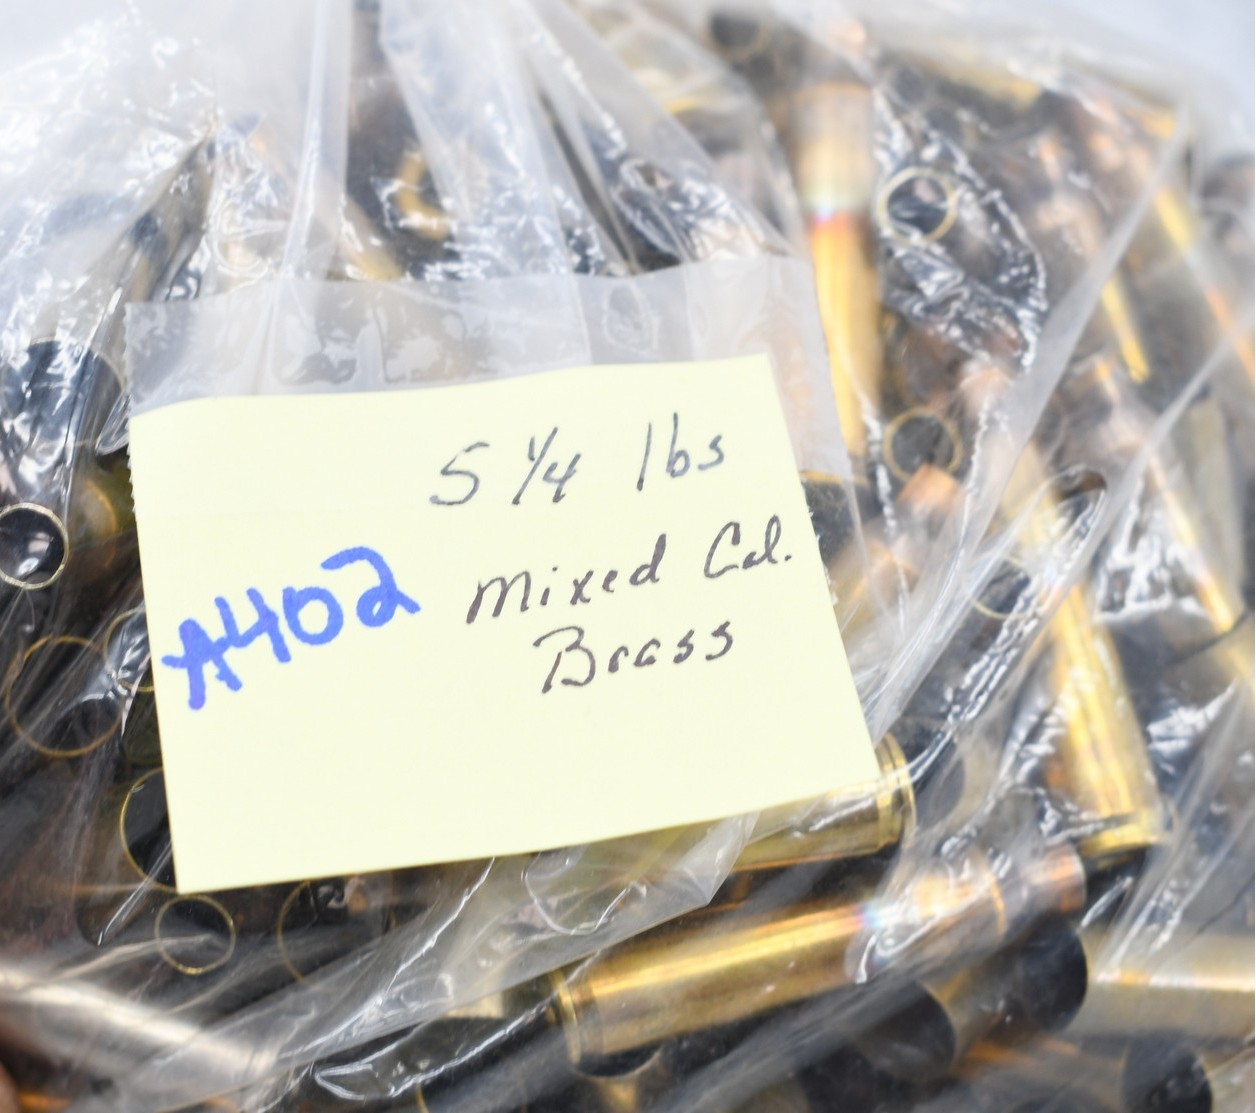 5 1/4 lbs
Mixed Cal.
Brass
A402